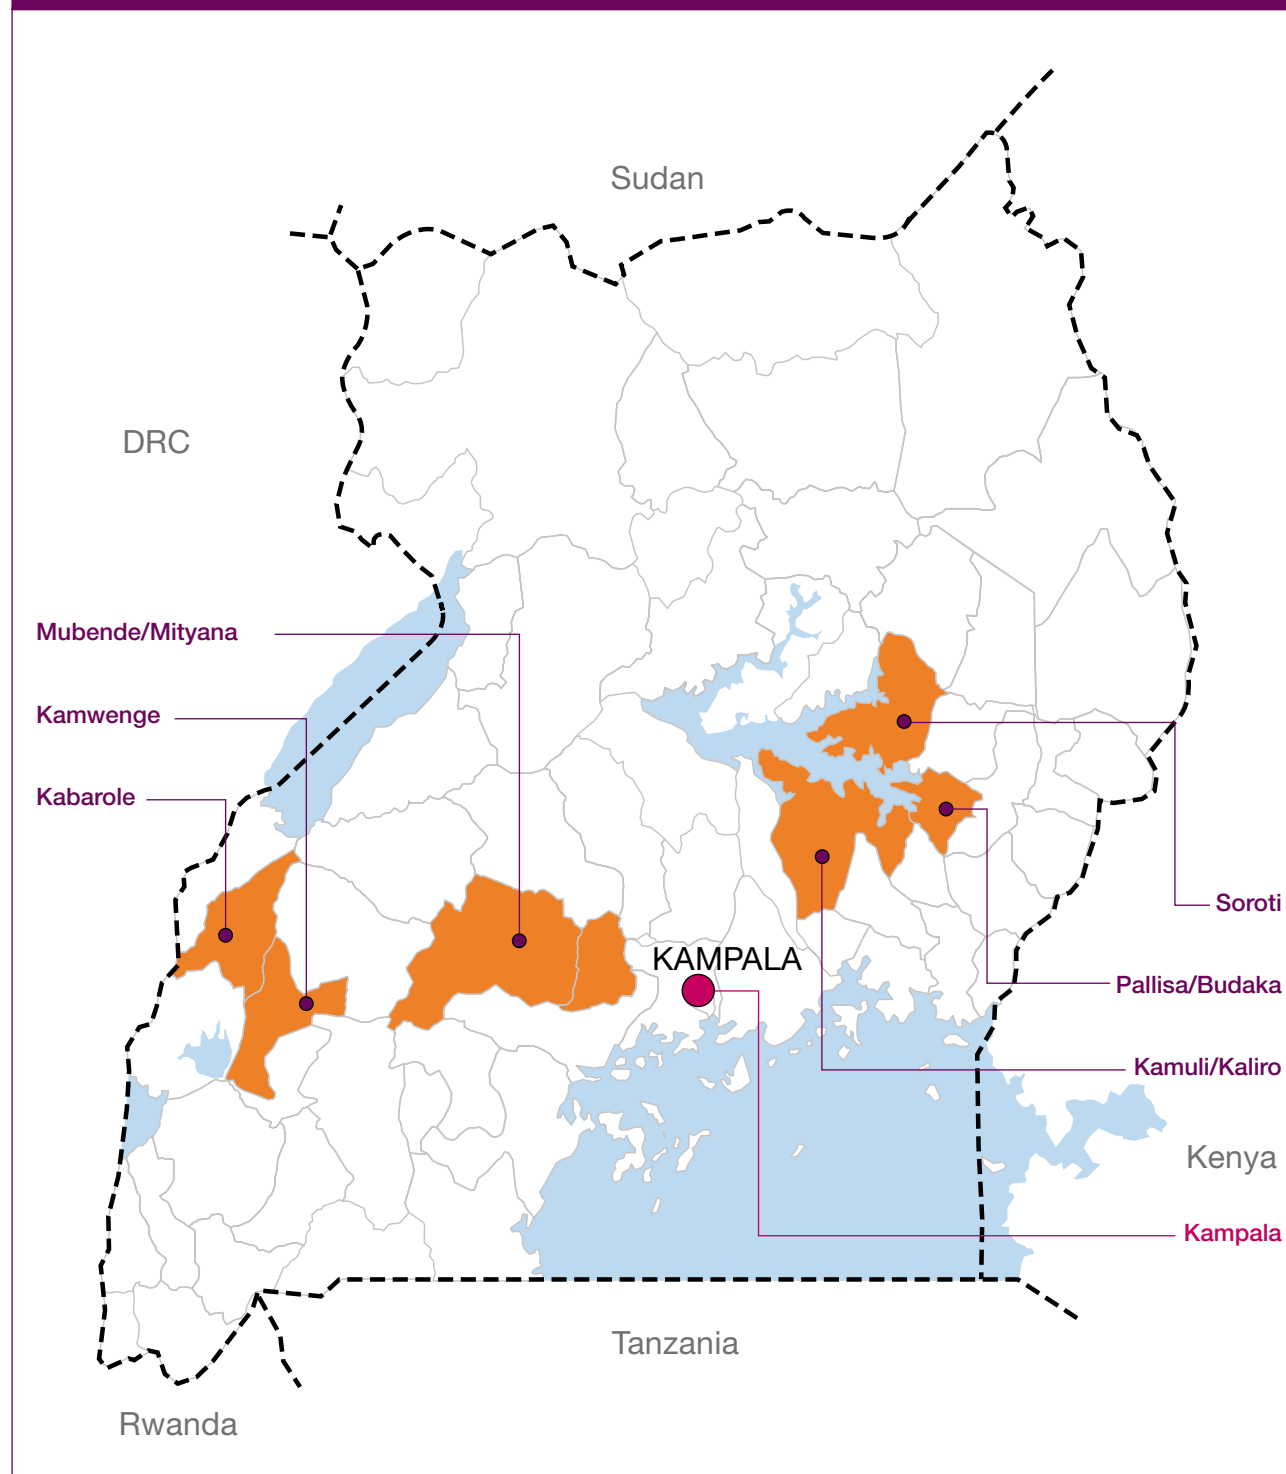 Sudan
DRC
Mubende/Mityana
Kamwenge
Kabarole
Soroti
KAMPALA
Pallisa/Budaka
Kamuli/Kaliro
Kenya
Kampala
Tanzania
Rwanda